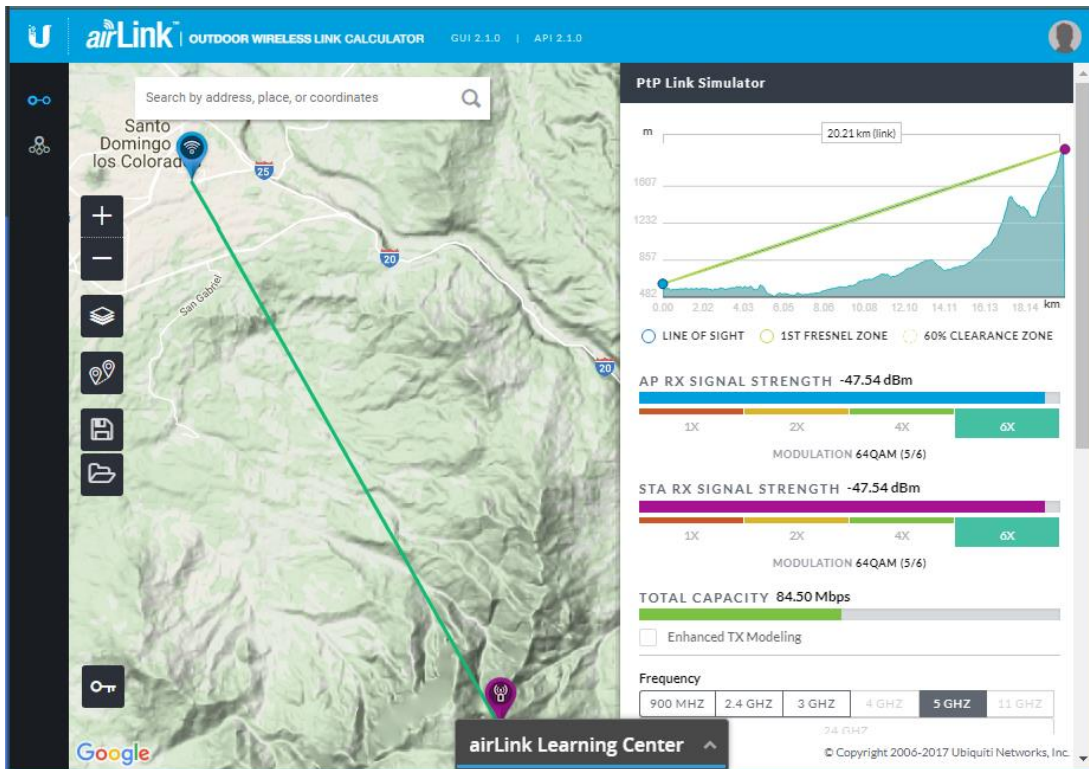 airLink™ | OUTDOOR WIRELESS LINK CALCULATOR GUI 2.1.0 | API 2.1.0
Search by address, place, or coordinates
Santo
Domingo
los Colorad
25
20
San Gabriel
20
Google
airLink Learning Center
PtP Link Simulator
m
20.21 km (link)
1607
1232
857
482
0.00 2.02 4.03 6.05 8.06 10.08 12.10 14.11 16.13 18.14 km
LINE OF SIGHT 1ST FRESNEL ZONE 60% CLEARANCE ZONE
AP RX SIGNAL STRENGTH -47.54 dBm
1X 2X 4X 6X
MODULATION 64QAM (5/6)
STA RX SIGNAL STRENGTH -47.54 dBm
1X 2X 4X 6X
MODULATION 64QAM (5/6)
TOTAL CAPACITY 84.50 Mbps
Enhanced TX Modeling
Frequency
900 MHZ 2.4 GHZ 3 GHZ 4 GHZ 5 GHZ 11 GHZ
24 GHZ
© Copyright 2006-2017 Ubiquiti Networks, Inc.